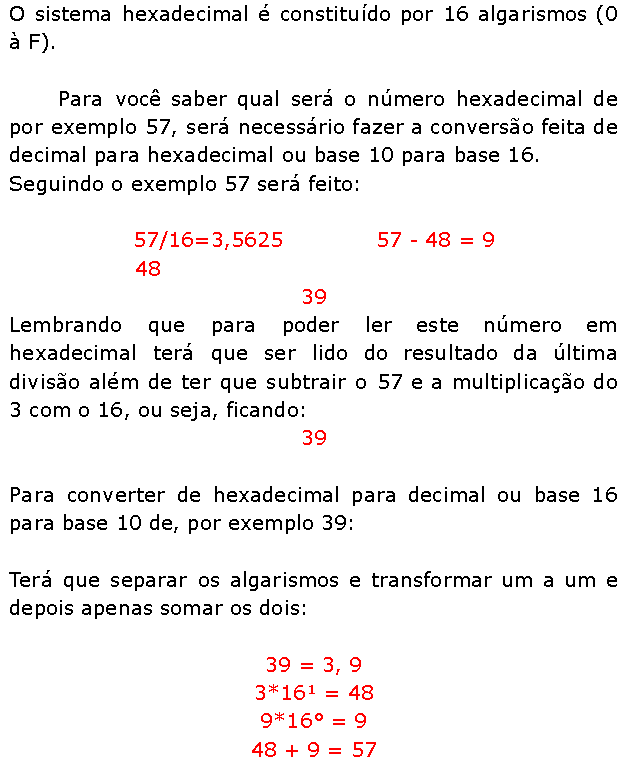 O sistema hexadecimal é constituído por 16 algarismos (0
à F).
Para você saber qual será o número hexadecimal de
por exemplo 57, será necessário fazer a conversão feita de
decimal para hexadecimal ou base 10 para base 16.
Seguindo o exemplo 57 será feito:
57/16=3,5625 57 - 48 = 9
48
39
Lembrando que para poder ler este número em
hexadecimal terá que ser lido do resultado da última
divisão além de ter que subtrair o 57 e a multiplicação do
3 com o 16, ou seja, ficando:
39
Para converter de hexadecimal para decimal ou base 16
para base 10 de, por exemplo 39:
Terá que separar os algarismos e transformar um a um e
depois apenas somar os dois:
39 = 3, 9
3*16¹ = 48
9*16º = 9
48 + 9 = 57